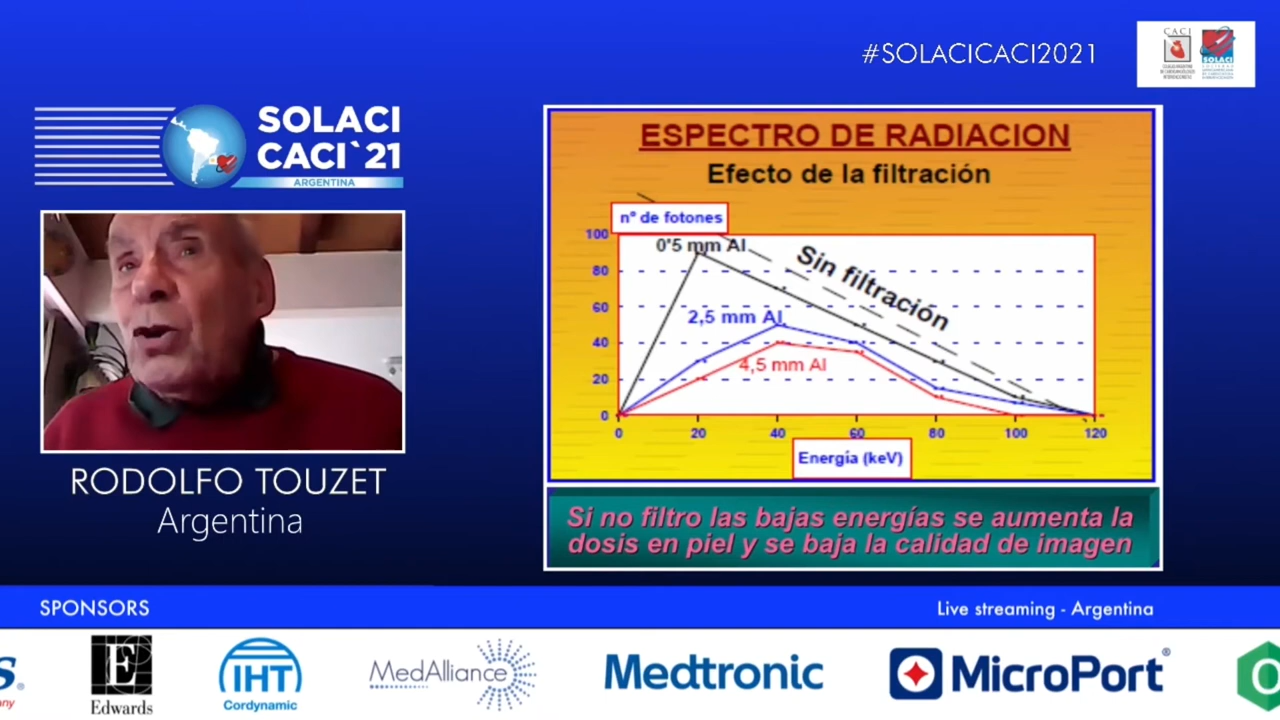 #SOLACICACI2021
CACI
SOLACI
SOLACI
CACI`21
ARGENTINA
ESPECTRO DE RADIACION
Efecto de la filtración
nº de fotones
100
80
60
40
20
0
0'5 mm Al
Sin filtración
2,5 mm Al
4,5 mm Al
0 20 40 60 80 100 120
Energía (keV)
Si no filtro las bajas energías se aumenta la
dosis en piel y se baja la calidad de imagen
RODOLFO TOUZET
Argentina
SPONSORS
Live streaming - Argentina
E
Edwards
IHT
Cordynamic
MedAlliance
Medtronic
MicroPort®